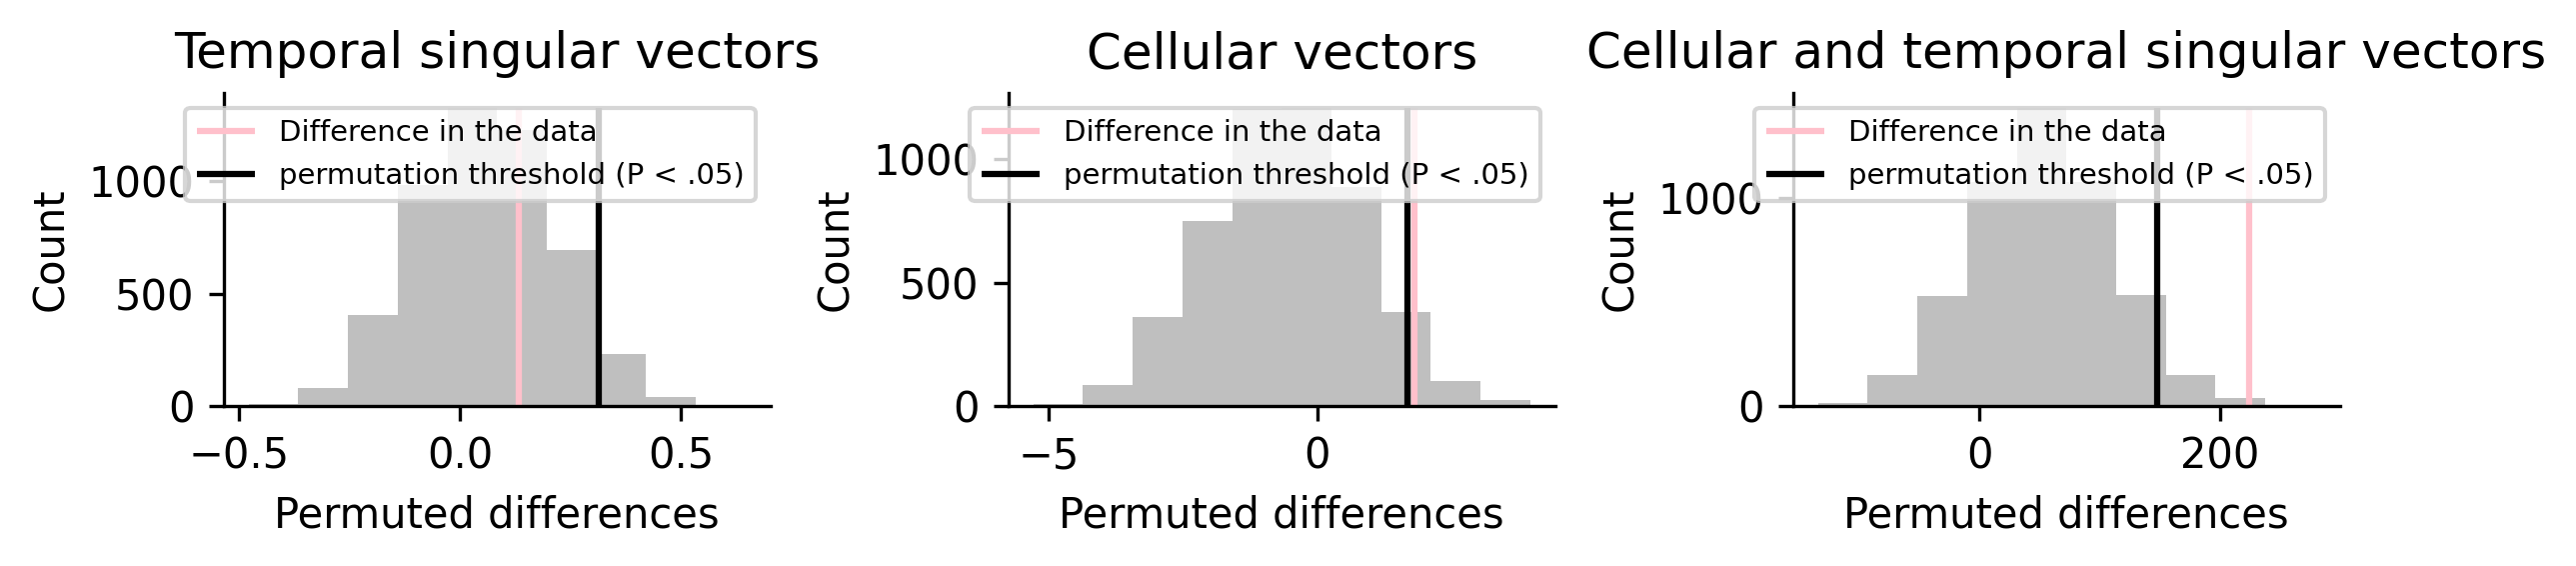 Temporal singular vectors
Difference in the data
permutation threshold (P < .05)
1000
500
0
Count
−0.5 0.0 0.5
Permuted differences
Cellular vectors
Difference in the data
permutation threshold (P < .05)
1000
500
0
Count
−5 0
Permuted differences
Cellular and temporal singular vectors
Difference in the data
permutation threshold (P < .05)
1000
0
Count
0 200
Permuted differences